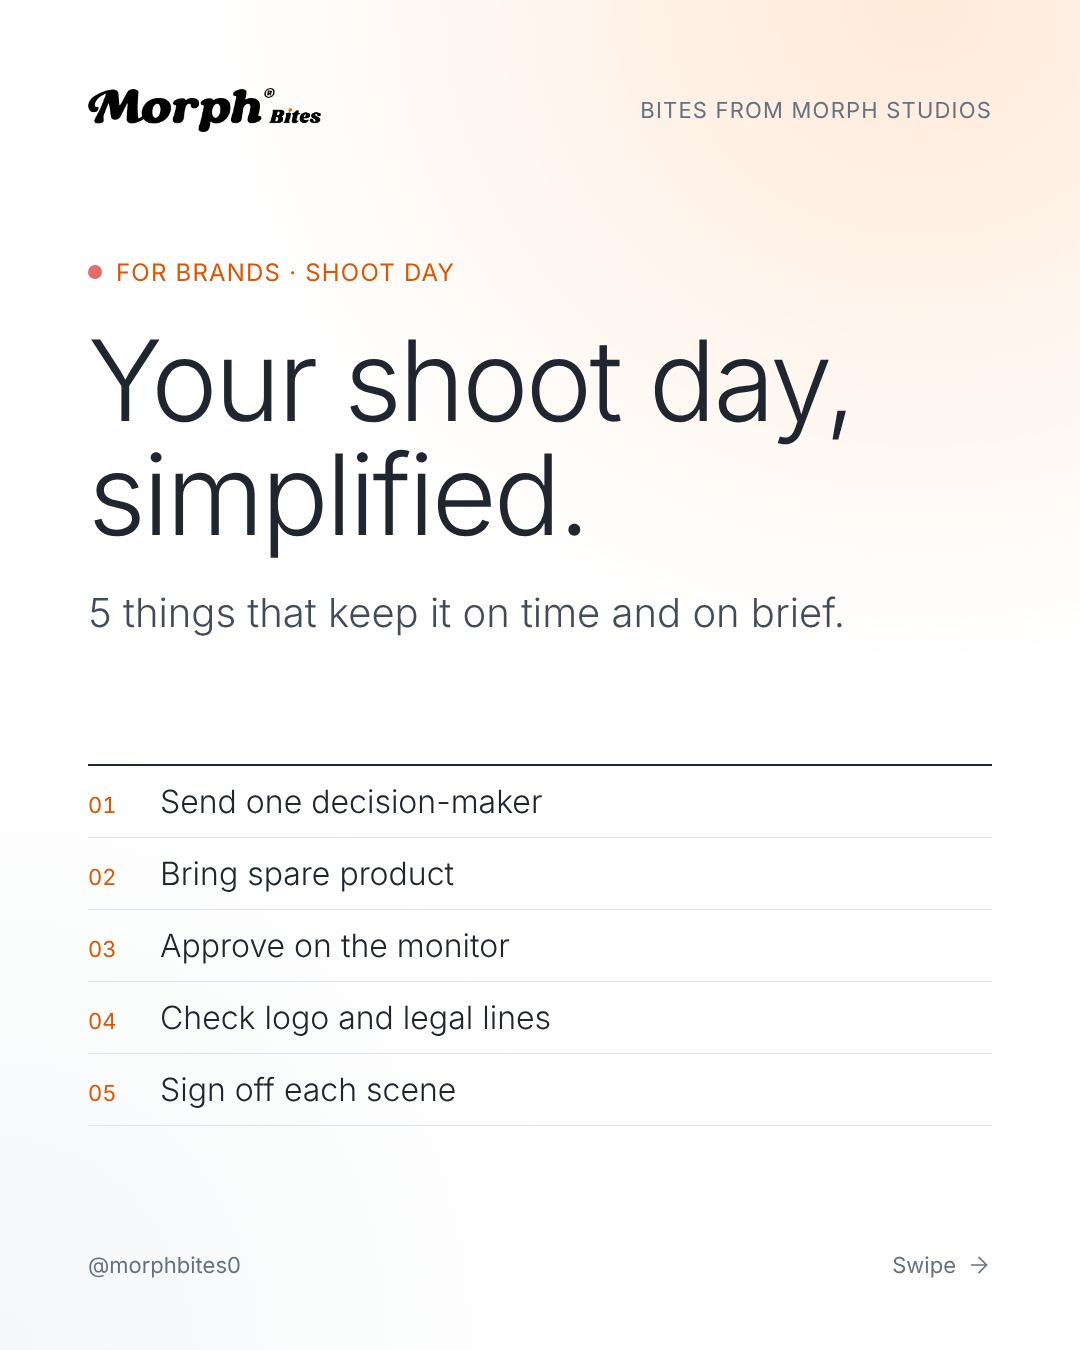 Morph® Bites
BITES FROM MORPH STUDIOS
FOR BRANDS · SHOOT DAY
Your shoot day,
simplified.
5 things that keep it on time and on brief.
01 Send one decision-maker
02 Bring spare product
03 Approve on the monitor
04 Check logo and legal lines
05 Sign off each scene
@morphbites0
Swipe →